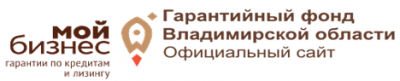 мой
бизнес
гарантии по кредитам
и лизингу
Гарантийный фонд
Владимирской области
Официальный сайт